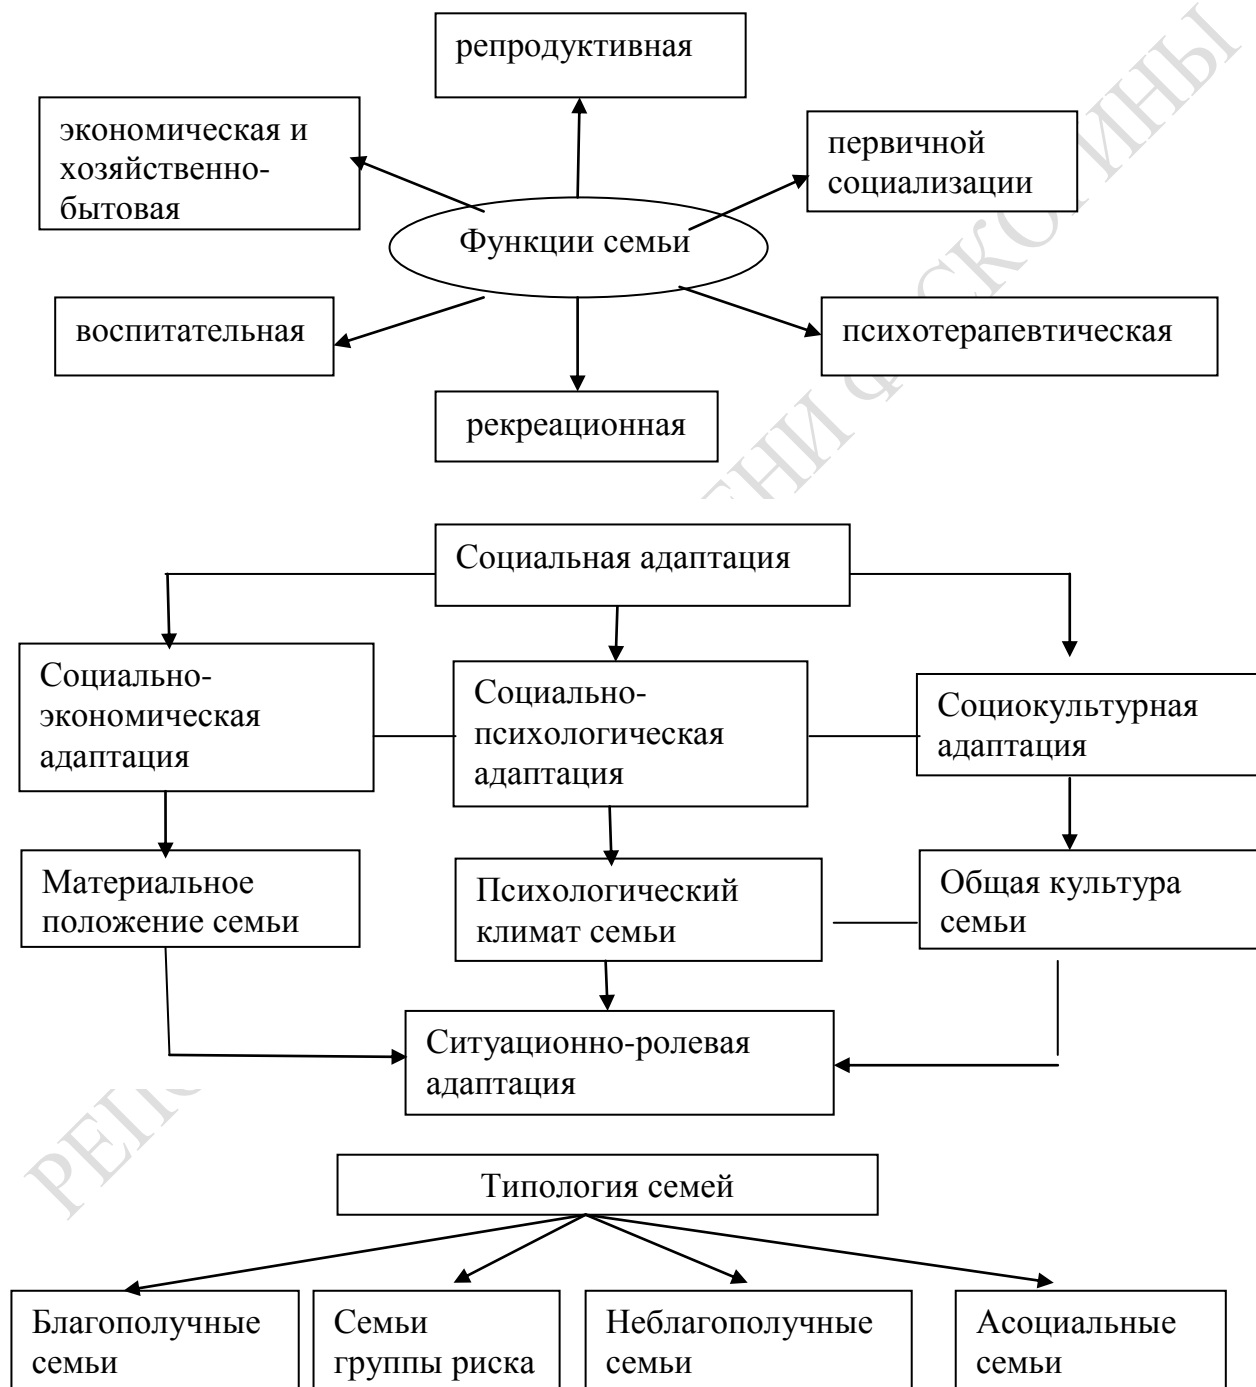 репродуктивная
экономическая и
хозяйственно-
бытовая
первичной
социализации
Функции семьи
воспитательная
психотерапевтическая
рекреационная
Социальная адаптация
Социально-
экономическая
адаптация
Социально-
психологическая
адаптация
Социокультурная
адаптация
Материальное
положение семьи
Психологический
климат семьи
Общая культура
семьи
Ситуационно-ролевая
адаптация
Типология семей
Благополучные
семьи
Семьи
группы риска
Неблагополучные
семьи
Асоциальные
семьи